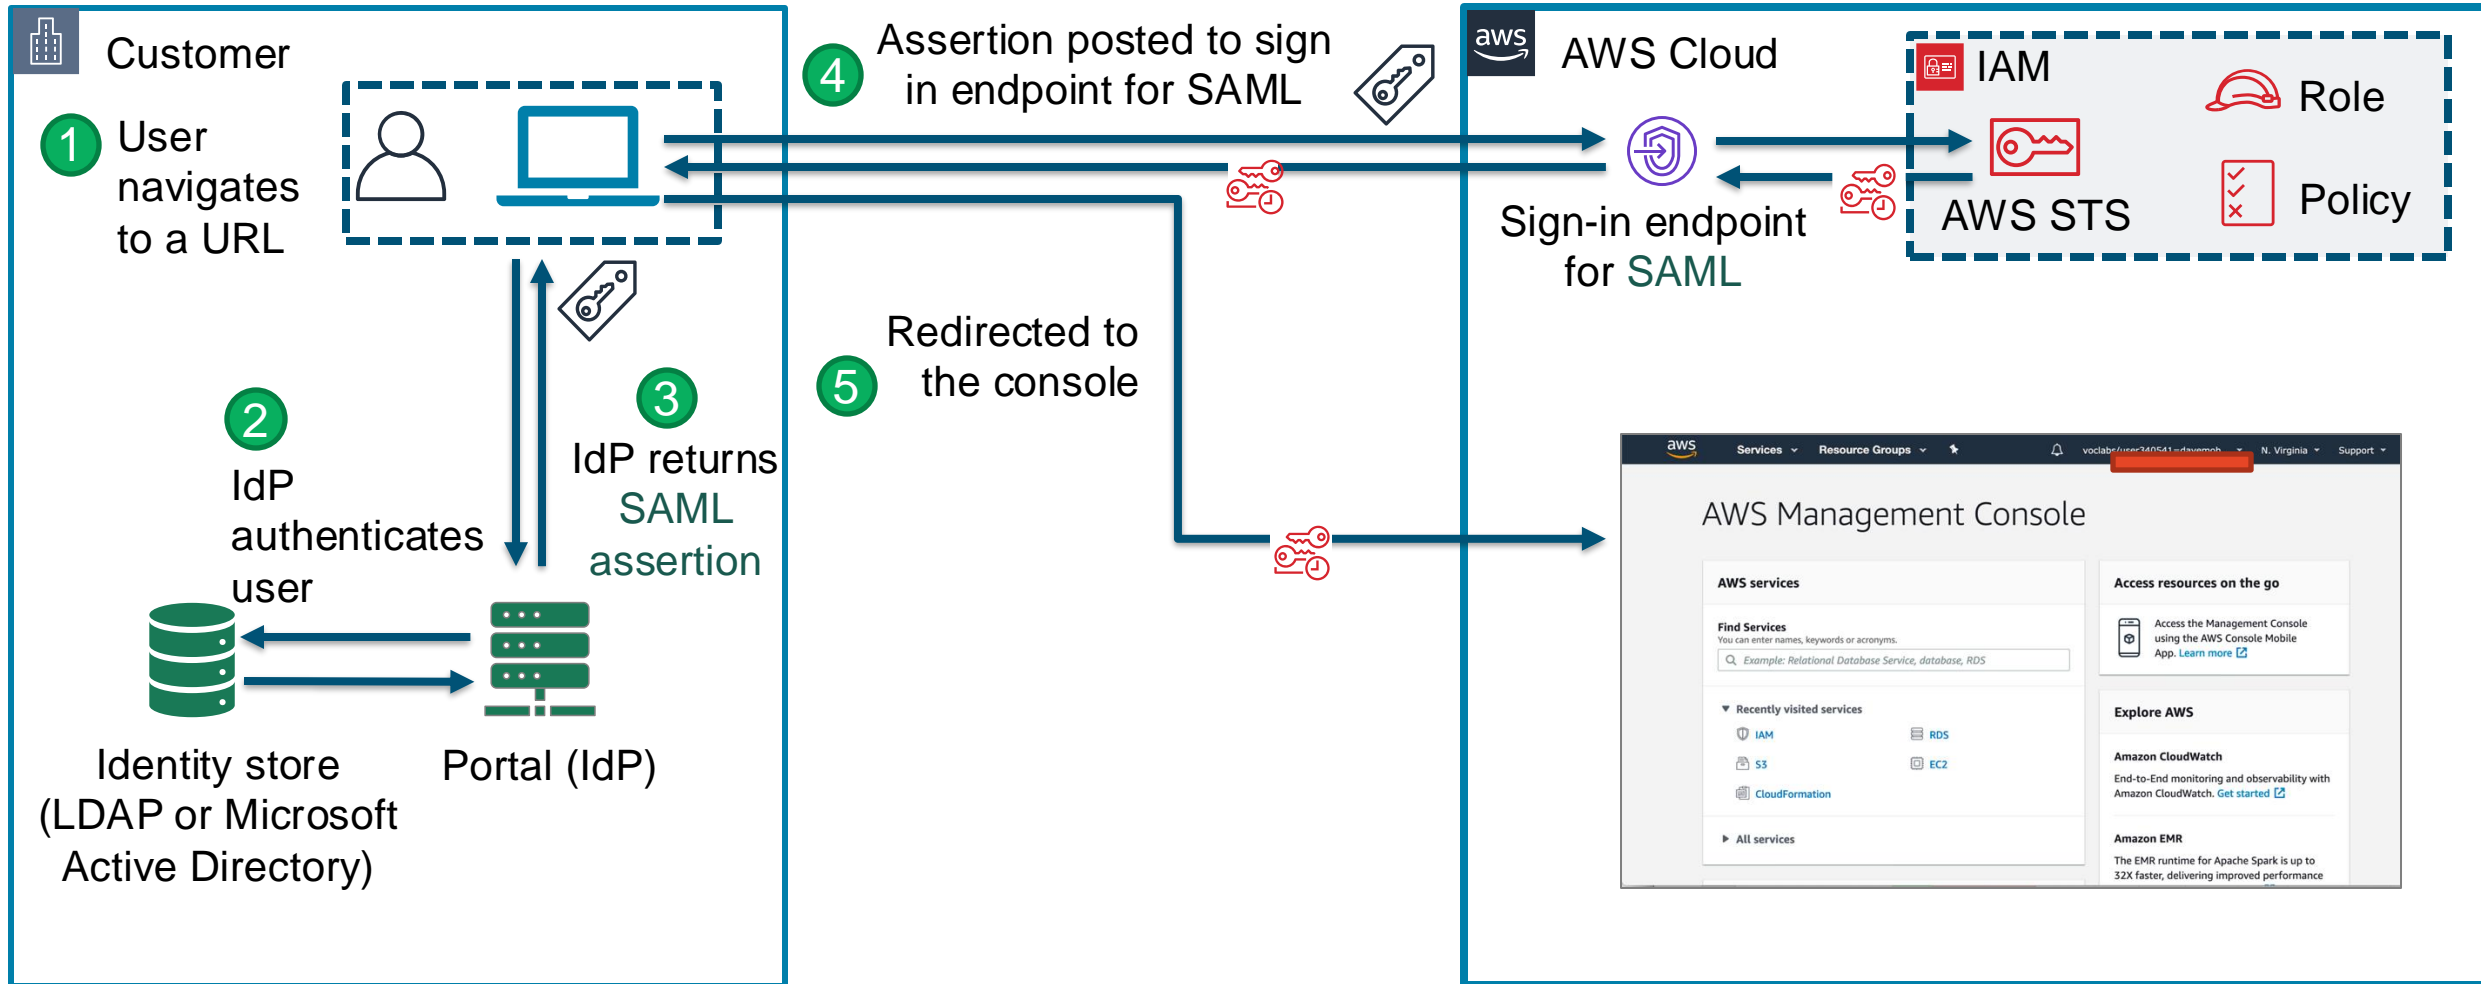 Customer
1
User
navigates
to a URL
2
IdP
authenticates
user
3
IdP returns
SAML
assertion
Identity store
(LDAP or Microsoft
Active Directory)
Portal (IdP)
4
Assertion posted to sign
in endpoint for SAML
5
Redirected to
the console
aws
AWS Cloud
Sign-in endpoint
for SAML
IAM
Role
AWS STS
Policy
aws
Services
Resource Groups
N. Virginia
Support
AWS Management Console
AWS services
Find Services
You can enter names, keywords or acronyms.
Example: Relational Database Service, database, RDS
Recently visited services
IAM
RDS
S3
EC2
CloudFormation
All services
Access resources on the go
Access the Management Console
using the AWS Console Mobile
App. Learn more
Explore AWS
Amazon CloudWatch
End-to-End monitoring and observability with
Amazon CloudWatch. Get started
Amazon EMR
The EMR runtime for Apache Spark is up to
32X faster, delivering improved performance